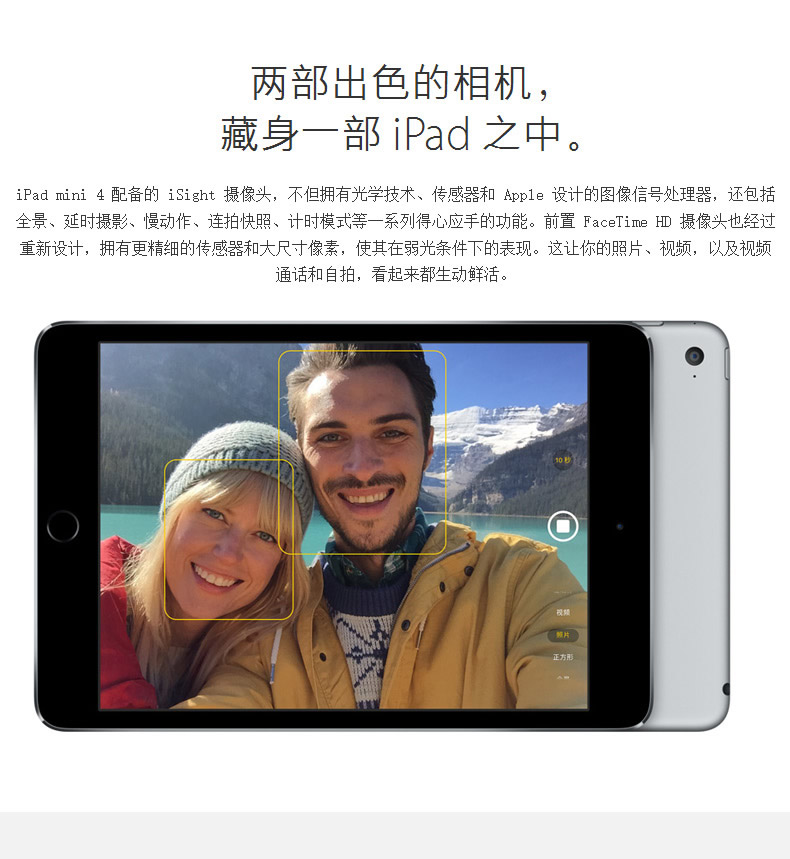 两部出色的相机，
藏身一部 iPad 之中。
iPad mini 4 配备的 iSight 摄像头，不但拥有光学技术、传感器和 Apple 设计的图像信号处理器，还包括
全景、延时摄影、慢动作、连拍快照、计时模式等一系列得心应手的功能。前置 FaceTime HD 摄像头也经过
重新设计，拥有更精细的传感器和大尺寸像素，使其在弱光条件下的表现。这让你的照片、视频，以及视频
通话和自拍，看起来都生动鲜活。
10 秒
视频
照片
正方形